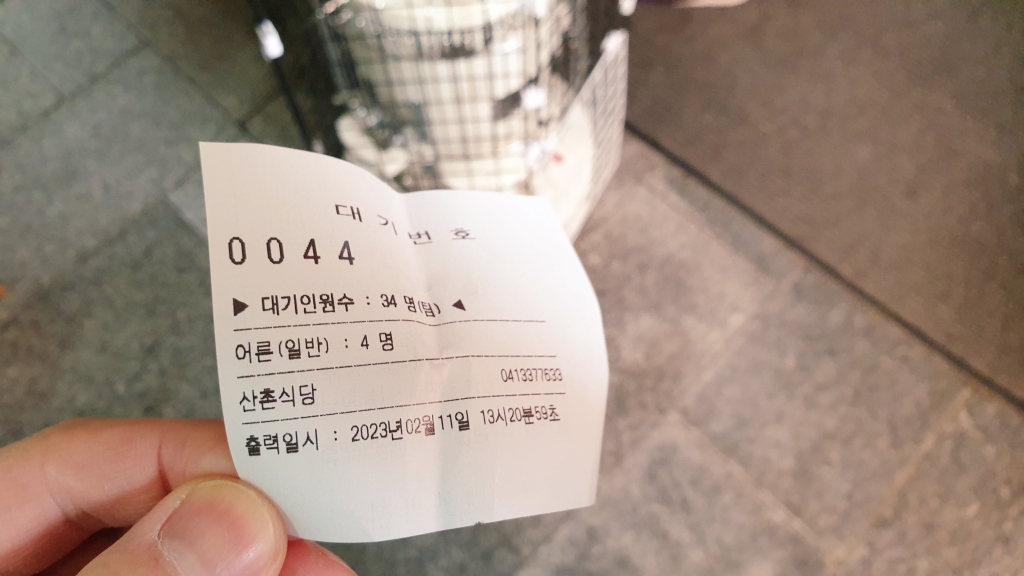 대기번호
0044
▶ 대기인원수 : 34 명(팀) ◀
어른(일반) : 4 명
0413377633
산촌식당
출력일시 : 2023년02월11일 13시20분59초